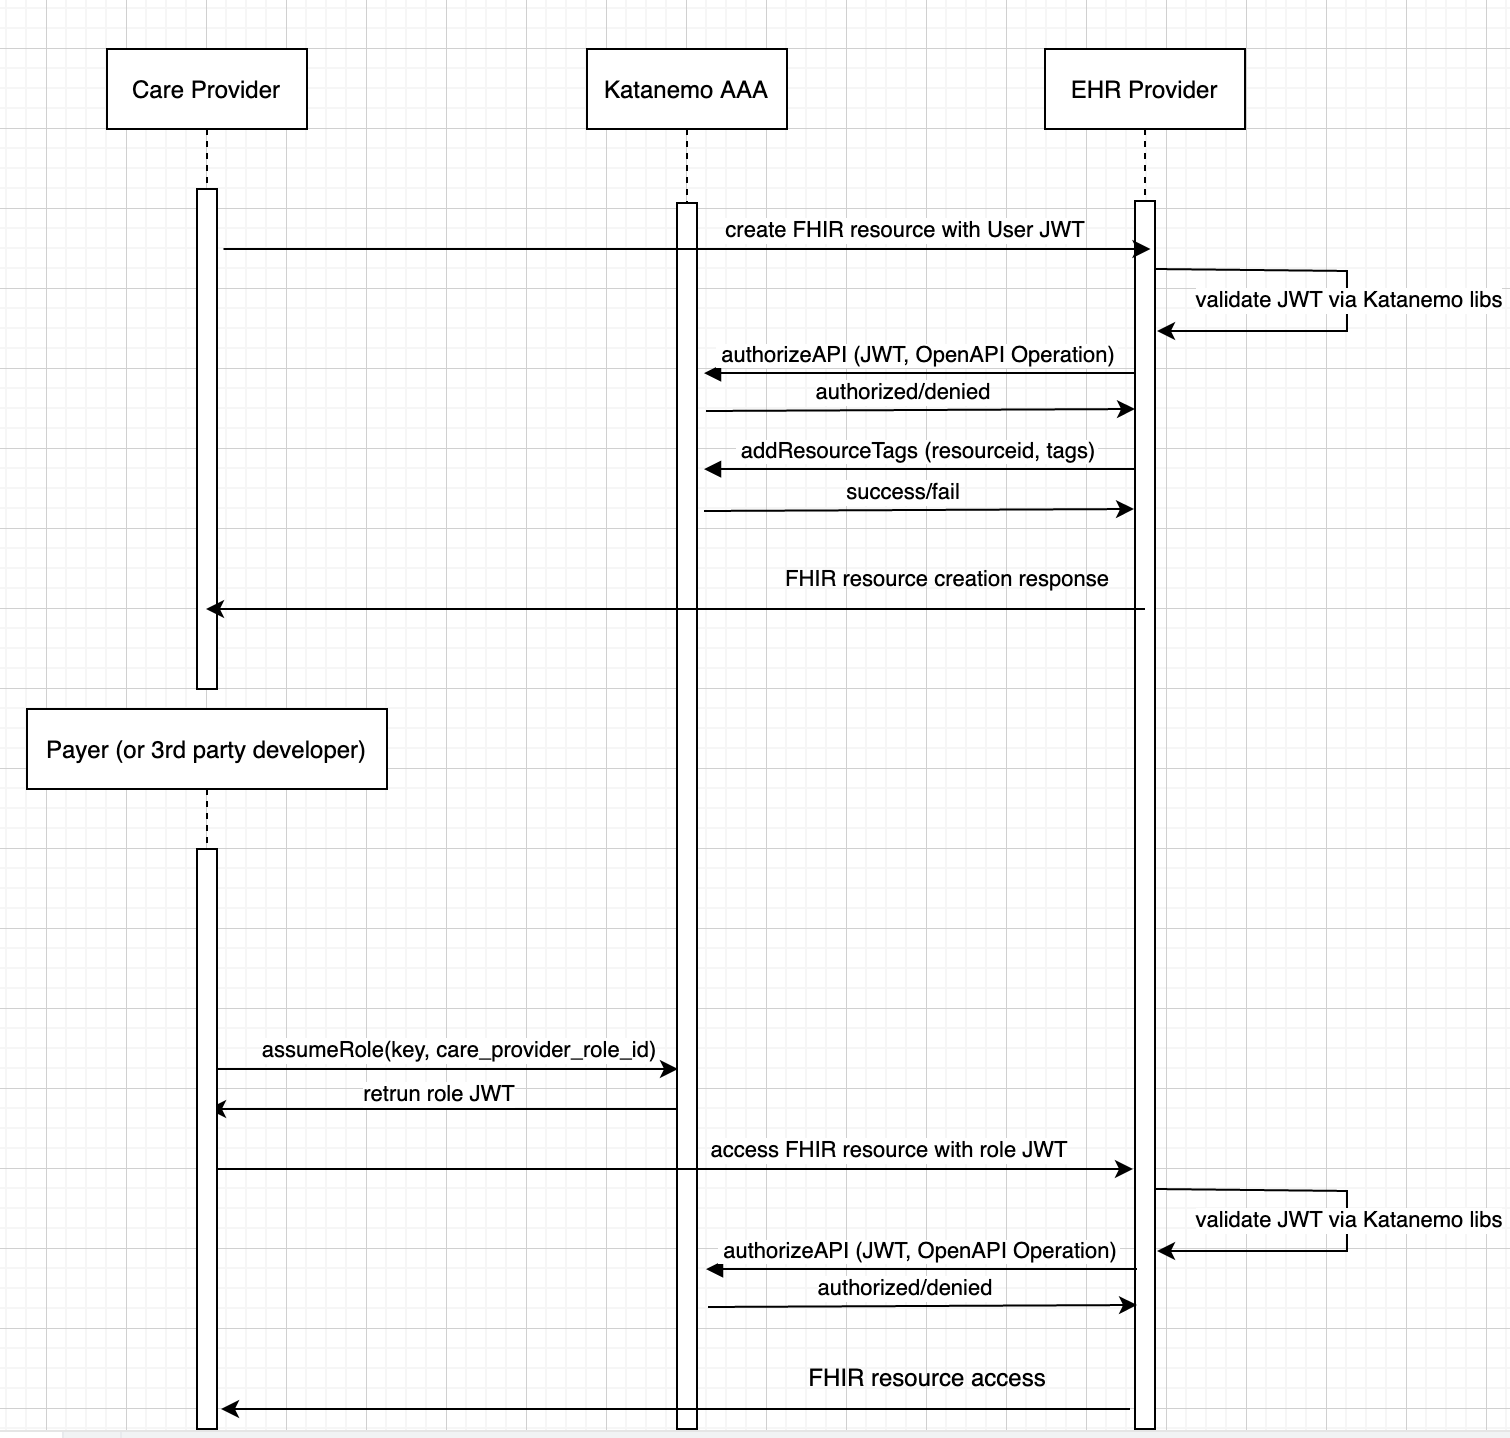 Care Provider
Katanemo AAA
EHR Provider
create FHIR resource with User JWT
validate JWT via Katanemo libs
authorizeAPI (JWT, OpenAPI Operation)
authorized/denied
addResourceTags (resourceid, tags)
success/fail
FHIR resource creation response
Payer (or 3rd party developer)
assumeRole(key, care_provider_role_id)
retrun role JWT
access FHIR resource with role JWT
validate JWT via Katanemo libs
authorizeAPI (JWT, OpenAPI Operation)
authorized/denied
FHIR resource access